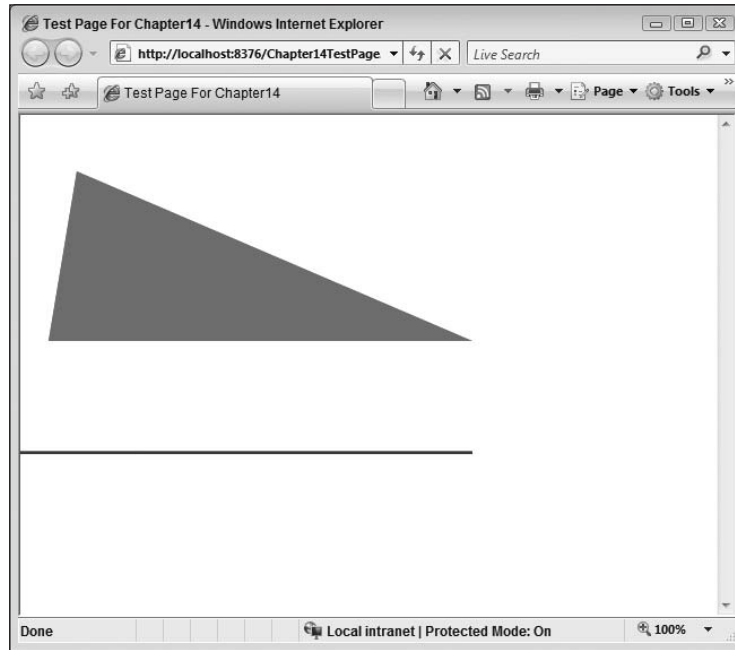 Test Page For Chapter14 - Windows Internet Explorer
http://localhost:8376/Chapter14TestPage
Live Search
Test Page For Chapter14
Page
Tools
»
Done
Local intranet | Protected Mode: On
100%